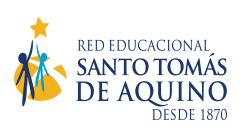 RED EDUCACIONAL
SANTO TOMÁS
DE AQUINO
DESDE 1870